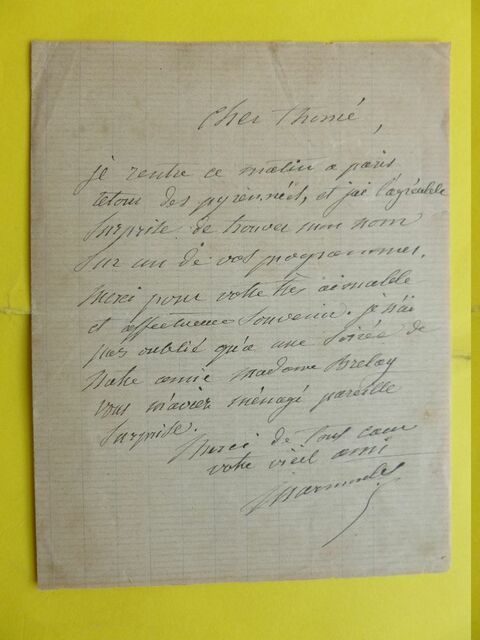 Cher Thomé,
je rentre ce matin a paris
retour des pyrennées, et j'ai l'agréable
surprise de trouver mon nom
sur un de vos programmes.
merci pour votre très aimable
et affectueux souvenir. je n'ai
pas oublié qu'a une soirée de
notre amie madame Brelay
vous m'aviez ménagé pareille
surprise.
merci de tout coeur
votre vieil ami
Marmontel